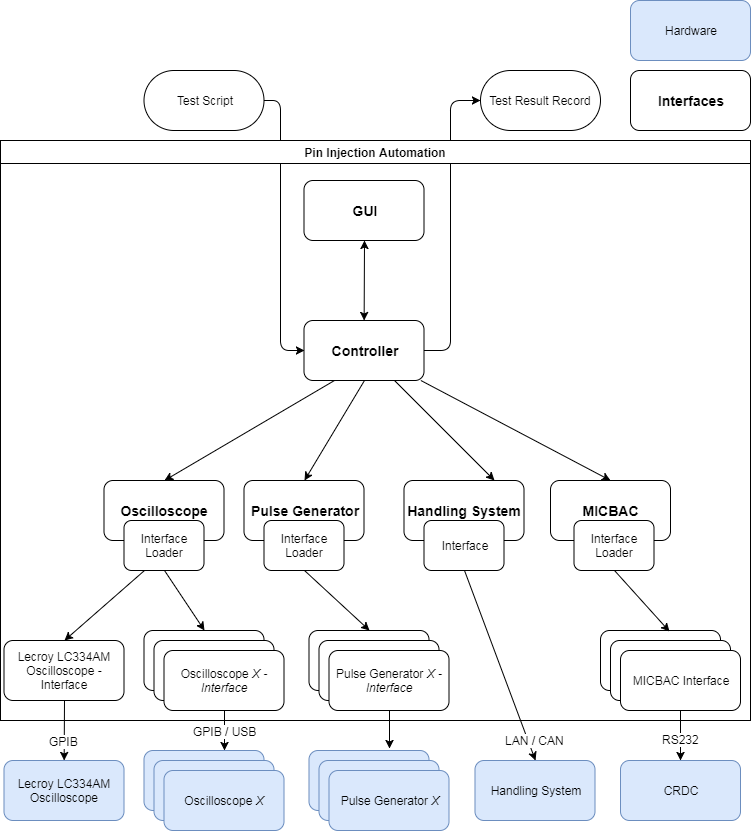 Hardware
Test Script
Test Result Record
Interfaces
Pin Injection Automation
GUI
Controller
Oscilloscope
Interface
Loader
Pulse Generator
Interface
Loader
Handling System
Interface
MICBAC
Interface
Loader
Lecroy LC334AM
Oscilloscope -
Interface
Oscilloscope X -
Interface
Pulse Generator X -
Interface
MICBAC Interface
GPIB
GPIB / USB
LAN / CAN
RS232
Lecroy LC334AM
Oscilloscope
Oscilloscope X
Pulse Generator X
Handling System
CRDC